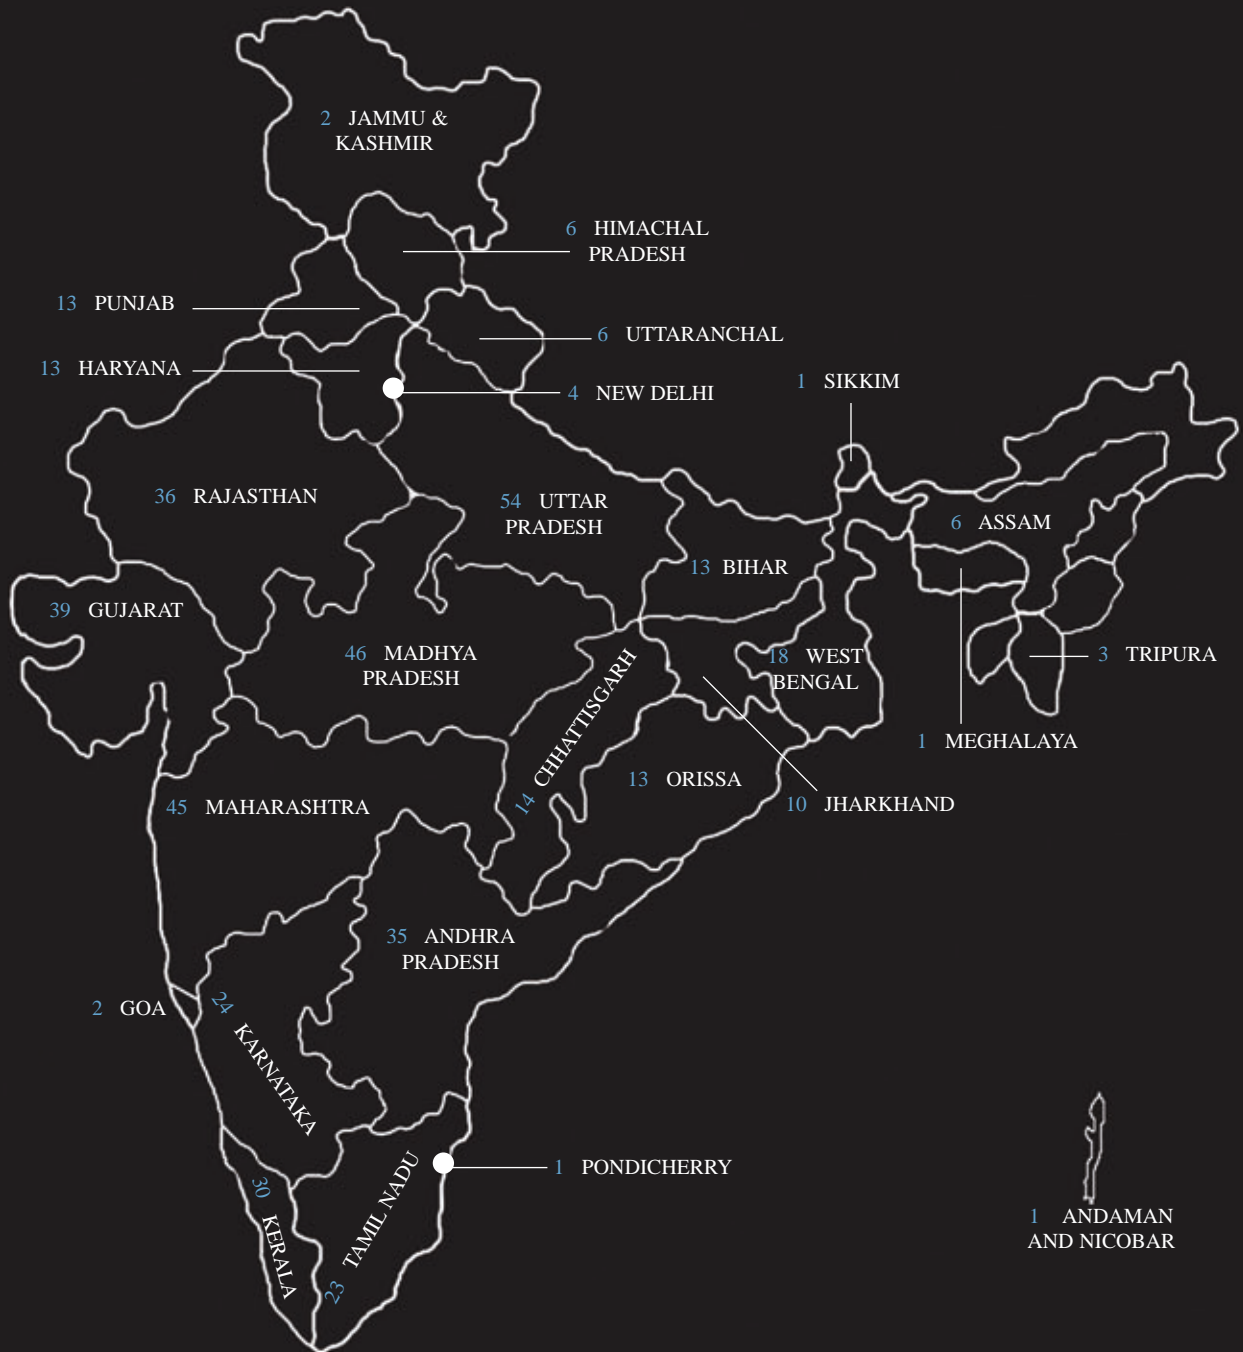 2 JAMMU &
KASHMIR
6 HIMACHAL
PRADESH
13 PUNJAB
6 UTTARANCHAL
13 HARYANA
4 NEW DELHI
1 SIKKIM
36 RAJASTHAN
54 UTTAR
PRADESH
6 ASSAM
13 BIHAR
39 GUJARAT
46 MADHYA
PRADESH
18 WEST
BENGAL
3 TRIPURA
14 CHHATTISGARH
1 MEGHALAYA
13 ORISSA
10 JHARKHAND
45 MAHARASHTRA
35 ANDHRA
PRADESH
2 GOA
24 KARNATAKA
1 PONDICHERRY
30 KERALA
23 TAMIL NADU
1 ANDAMAN
AND NICOBAR